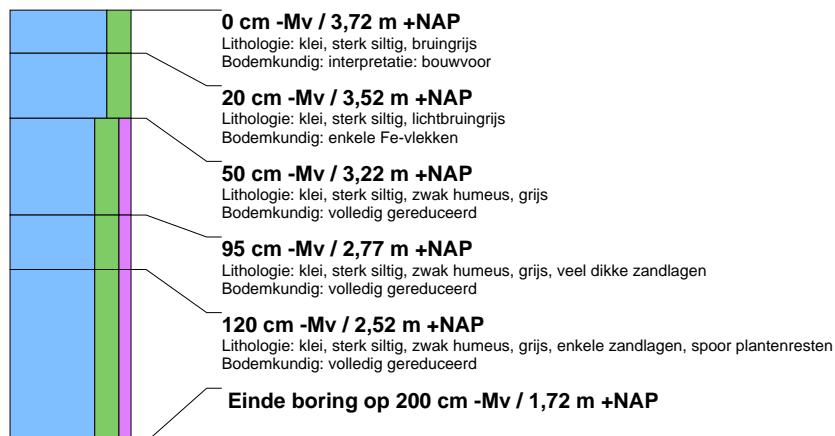 0 cm -Mv / 3,72 m +NAP
Lithologie: klei, sterk siltig, bruingrijs
Bodemkundig: interpretatie: bouwvoor
20 cm -Mv / 3,52 m +NAP
Lithologie: klei, sterk siltig, lichtbruingrijs
Bodemkundig: enkele Fe-vlekken
50 cm -Mv / 3,22 m +NAP
Lithologie: klei, sterk siltig, zwak humeus, grijs
Bodemkundig: volledig gereduceerd
95 cm -Mv / 2,77 m +NAP
Lithologie: klei, sterk siltig, zwak humeus, grijs, veel dikke zandlagen
Bodemkundig: volledig gereduceerd
120 cm -Mv / 2,52 m +NAP
Lithologie: klei, sterk siltig, zwak humeus, grijs, enkele zandlagen, spoor plantenresten
Bodemkundig: volledig gereduceerd
Einde boring op 200 cm -Mv / 1,72 m +NAP